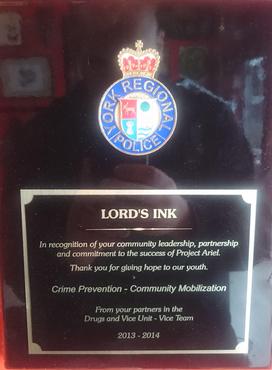 YORK REGIONAL
POLICE
LORD'S INK
In recognition of your community leadership, partnership
and commitment to the success of Project Ariel.
Thank you for giving hope to our youth.
Crime Prevention - Community Mobilization
From your partners in the
Drugs and Vice Unit - Vice Team
2013 - 2014